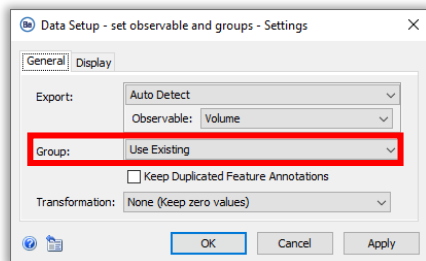 Be Data Setup - set observable and groups - Settings
General Display
Export: Auto Detect
Observable: Volume
Group: Use Existing
Keep Duplicated Feature Annotations
Transformation: None (Keep zero values)
OK Cancel Apply